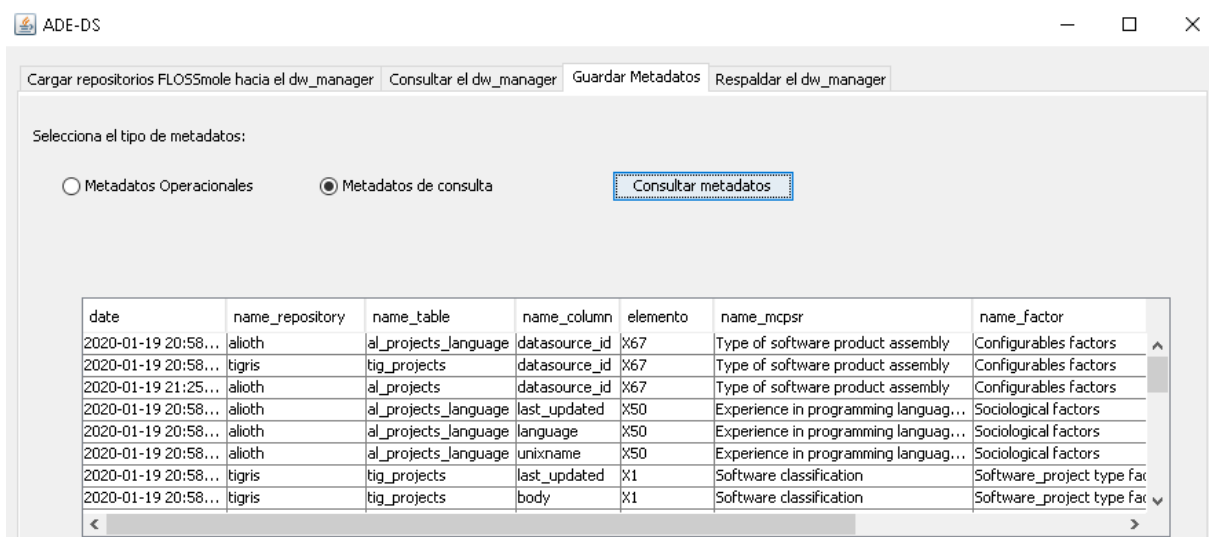 ADE-DS
Cargar repositorios FLOSSmole hacia el dw_manager Consultar el dw_manager Guardar Metadatos Respaldar el dw_manager
Selecciona el tipo de metadatos:
Metadatos Operacionales Metadatos de consulta Consultar metadatos
date name_repository name_table name_column elemento name_mcpsr name_factor
2020-01-19 20:58... alioth al_projects_language datasource_id X67 Type of software product assembly Configurables factors
2020-01-19 20:58... tigris tig_projects datasource_id X67 Type of software product assembly Configurables factors
2020-01-19 21:25... alioth al_projects datasource_id X67 Type of software product assembly Configurables factors
2020-01-19 20:58... alioth al_projects_language last_updated X50 Experience in programming languag... Sociological factors
2020-01-19 20:58... alioth al_projects_language language X50 Experience in programming languag... Sociological factors
2020-01-19 20:58... alioth al_projects_language unixname X50 Experience in programming languag... Sociological factors
2020-01-19 20:58... tigris tig_projects last_updated X1 Software classification Software_project type fac
2020-01-19 20:58... tigris tig_projects body X1 Software classification Software_project type fac